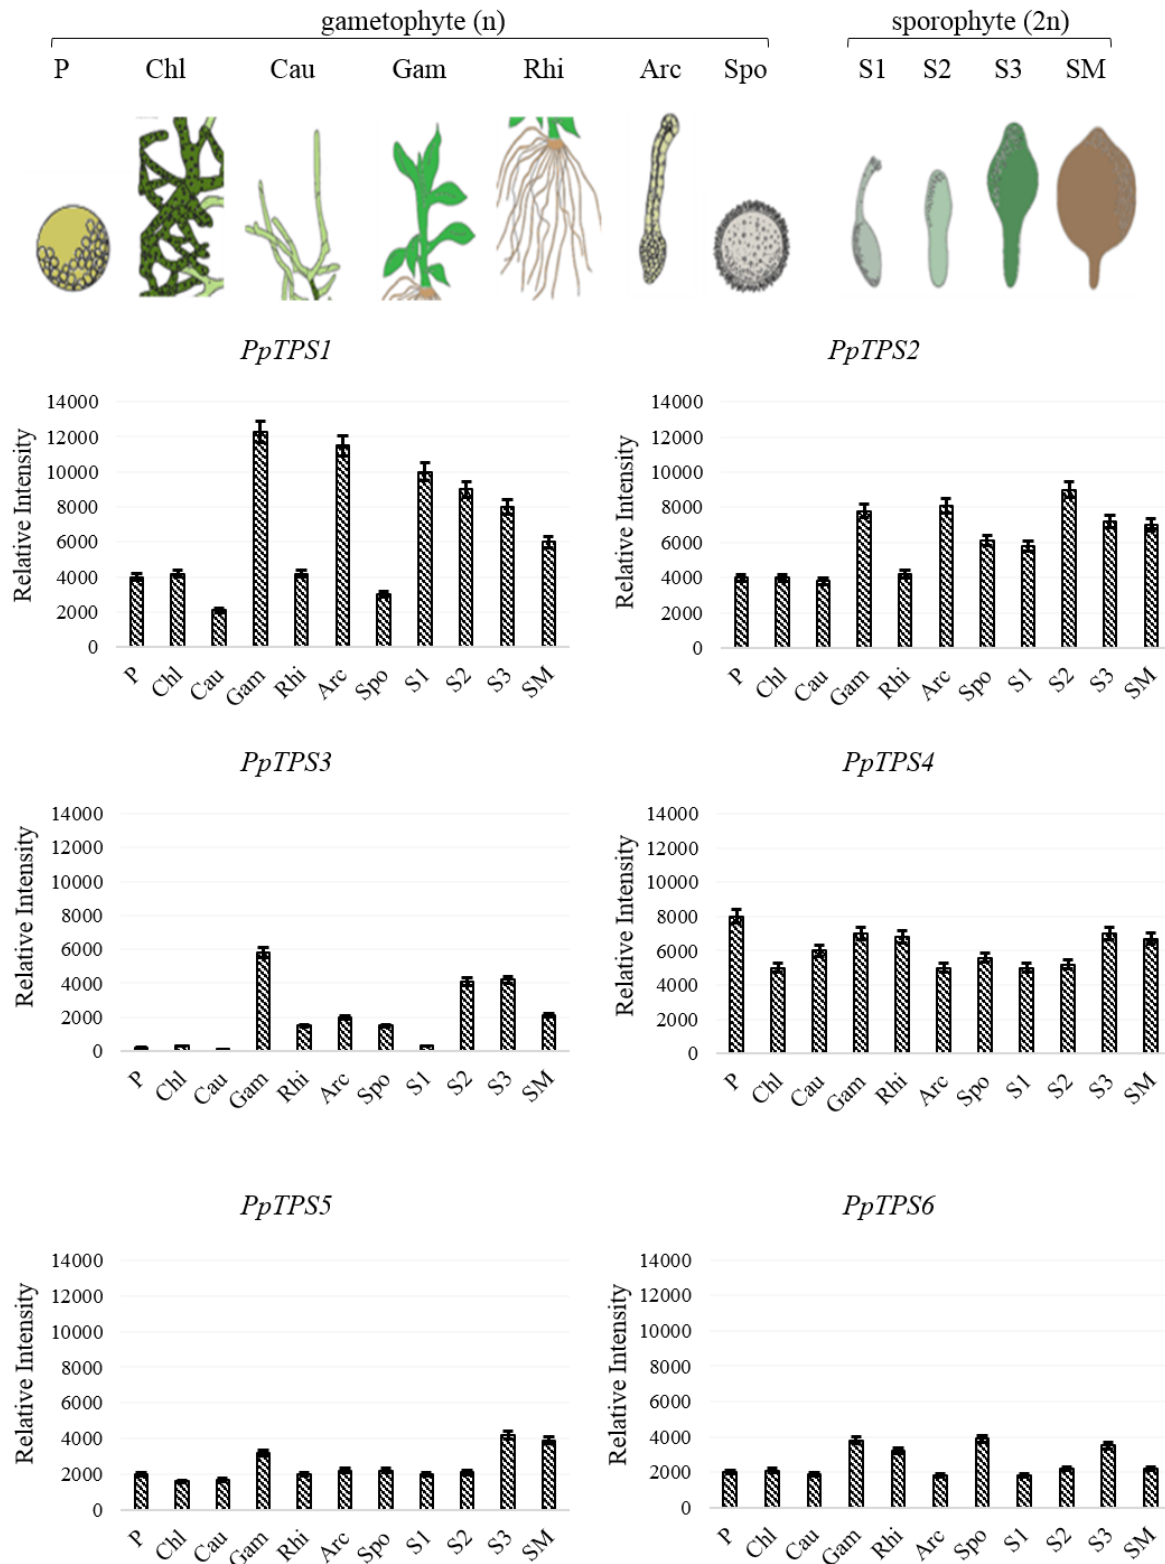 gametophyte (n) sporophyte (2n)
P Chl Cau Gam Rhi Arc Spo S1 S2 S3 SM
PpTPS1
Relative Intensity
14000
12000
10000
8000
6000
4000
2000
0
P Chl Cau Gam Rhi Arc Spo S1 S2 S3 SM
PpTPS2
Relative Intensity
14000
12000
10000
8000
6000
4000
2000
0
P Chl Cau Gam Rhi Arc Spo S1 S2 S3 SM
PpTPS3
Relative Intensity
14000
12000
10000
8000
6000
4000
2000
0
P Chl Cau Gam Rhi Arc Spo S1 S2 S3 SM
PpTPS4
Relative Intensity
14000
12000
10000
8000
6000
4000
2000
0
P Chl Cau Gam Rhi Arc Spo S1 S2 S3 SM
PpTPS5
Relative Intensity
14000
12000
10000
8000
6000
4000
2000
0
P Chl Cau Gam Rhi Arc Spo S1 S2 S3 SM
PpTPS6
Relative Intensity
14000
12000
10000
8000
6000
4000
2000
0
P Chl Cau Gam Rhi Arc Spo S1 S2 S3 SM